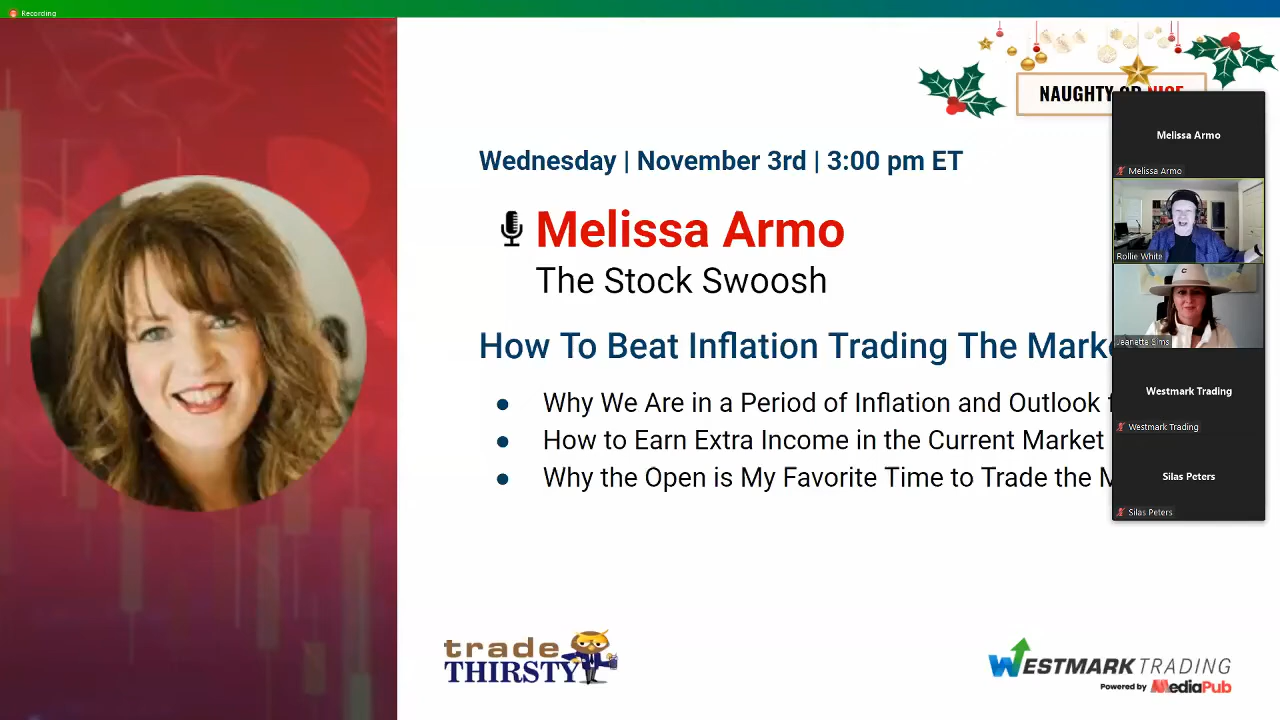 Recording
NAUGHTY OR NICE
Wednesday | November 3rd | 3:00 pm ET
Melissa Armo
The Stock Swoosh
How To Beat Inflation Trading The Marke
Why We Are in a Period of Inflation and Outlook f
How to Earn Extra Income in the Current Market
Why the Open is My Favorite Time to Trade the M
Melissa Armo
Melissa Armo
Rollie White
Jeanette Sims
Westmark Trading
Westmark Trading
Silas Peters
Silas Peters
trade
THIRSTY
WESTMARK TRADING
Powered by MediaPub